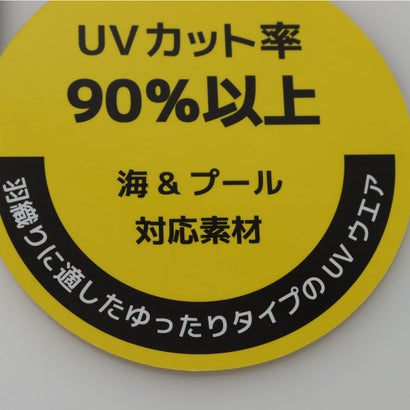 UVカット率
90%以上
海&プール
対応素材
羽織りに適したゆったりタイプのUVウエア